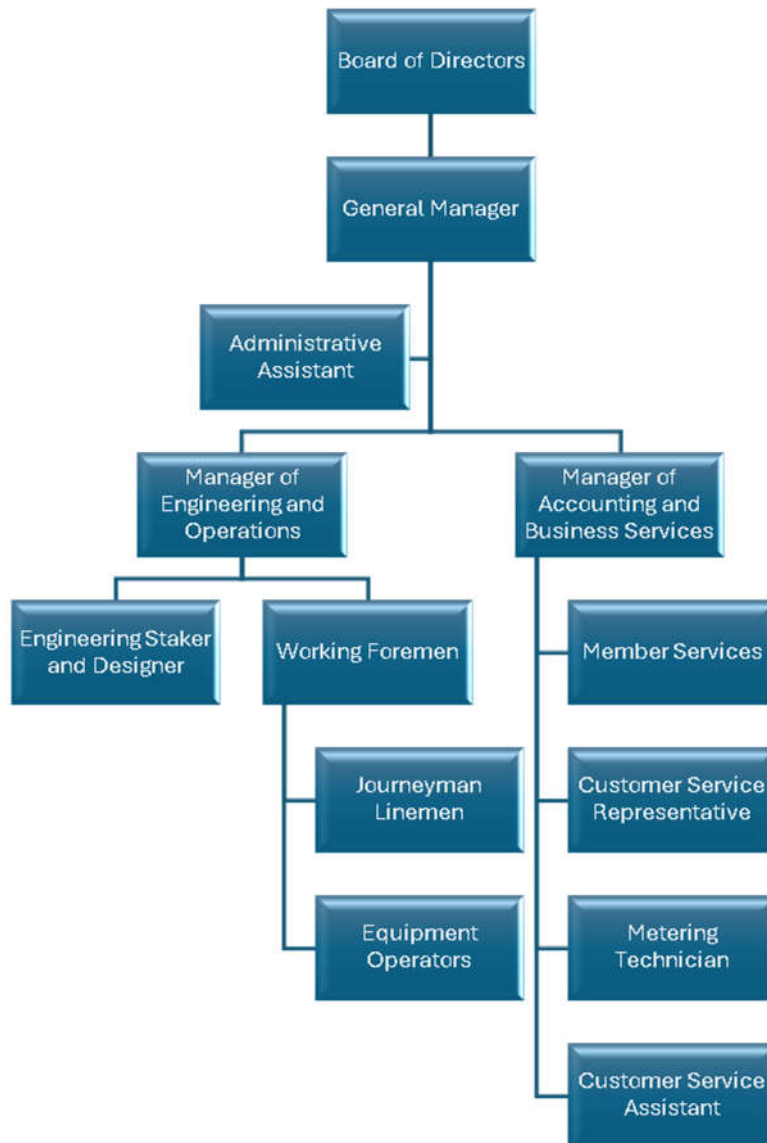 Board of Directors
General Manager
Administrative
Assistant
Manager of
Engineering and
Operations
Manager of
Accounting and
Business Services
Engineering Staker
and Designer
Working Foremen
Member Services
Journeyman
Linemen
Customer Service
Representative
Equipment
Operators
Metering
Technician
Customer Service
Assistant